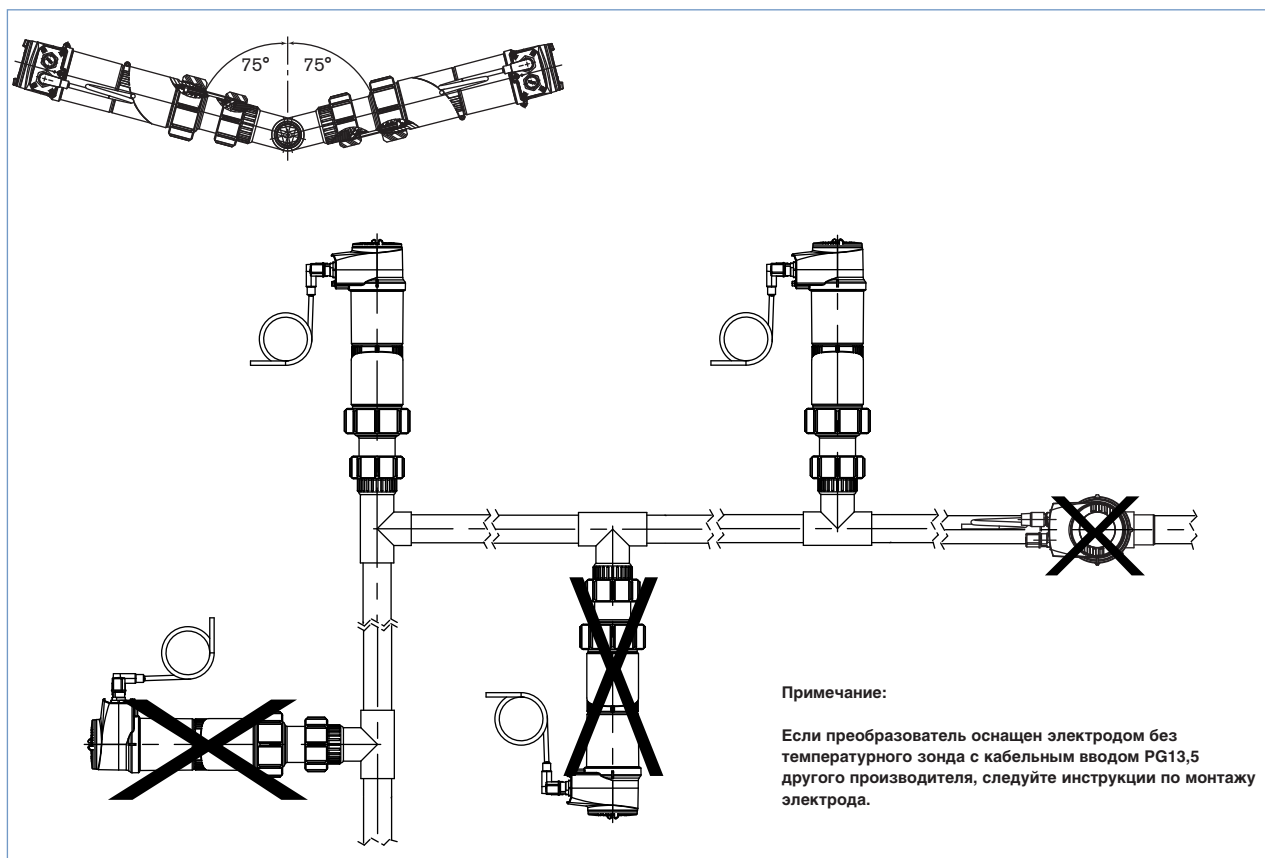 75° 75°
Примечание:
Если преобразователь оснащен электродом без
температурного зонда с кабельным вводом PG13,5
другого производителя, следуйте инструкции по монтажу
электрода.